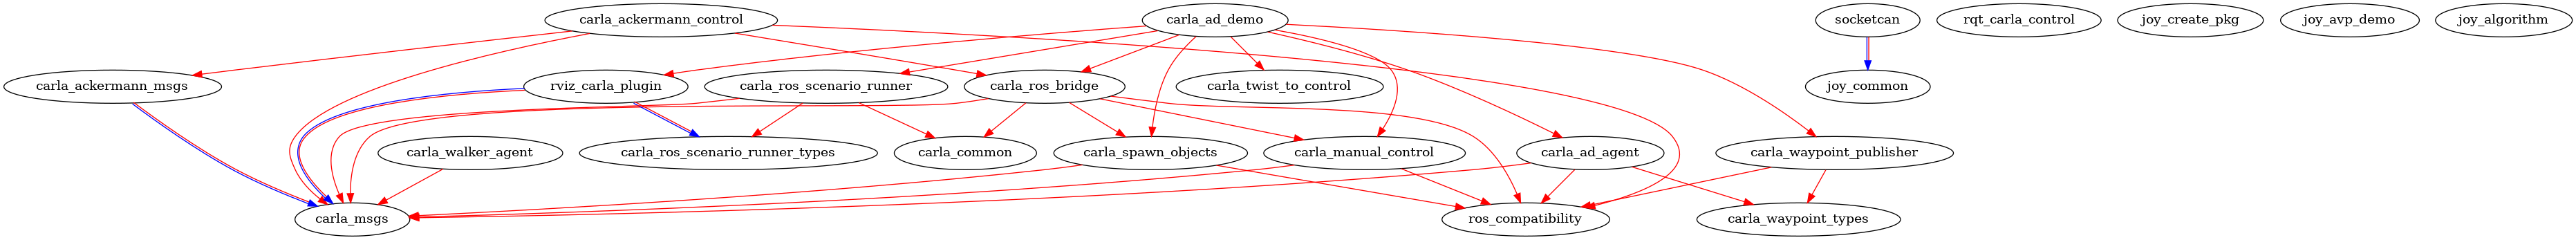 carla_ackermann_control
carla_ad_demo
socketcan
rqt_carla_control
joy_create_pkg
joy_avp_demo
joy_algorithm
carla_ackermann_msgs
rviz_carla_plugin
carla_ros_scenario_runner
carla_ros_bridge
carla_twist_to_control
joy_common
carla_walker_agent
carla_ros_scenario_runner_types
carla_common
carla_spawn_objects
carla_manual_control
carla_ad_agent
carla_waypoint_publisher
carla_msgs
ros_compatibility
carla_waypoint_types